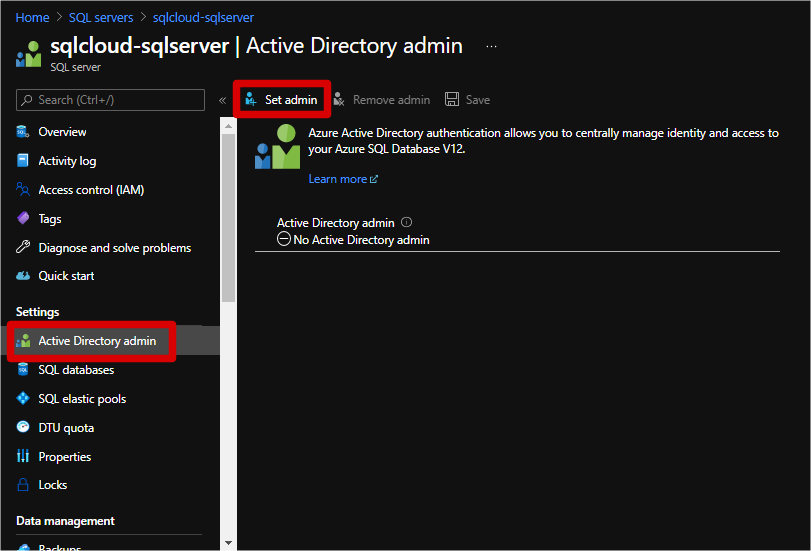 Home > SQL servers > sqlcloud-sqlserver
sqlcloud-sqlserver | Active Directory admin ...
SQL server
Search (Ctrl+/)
«
Set admin
Remove admin
Save
Overview
Activity log
Access control (IAM)
Tags
Diagnose and solve problems
Quick start
Settings
Active Directory admin
SQL databases
SQL elastic pools
DTU quota
Properties
Locks
Data management
Backups
Azure Active Directory authentication allows you to centrally manage identity and access to
your Azure SQL Database V12.
Learn more
Active Directory admin
No Active Directory admin